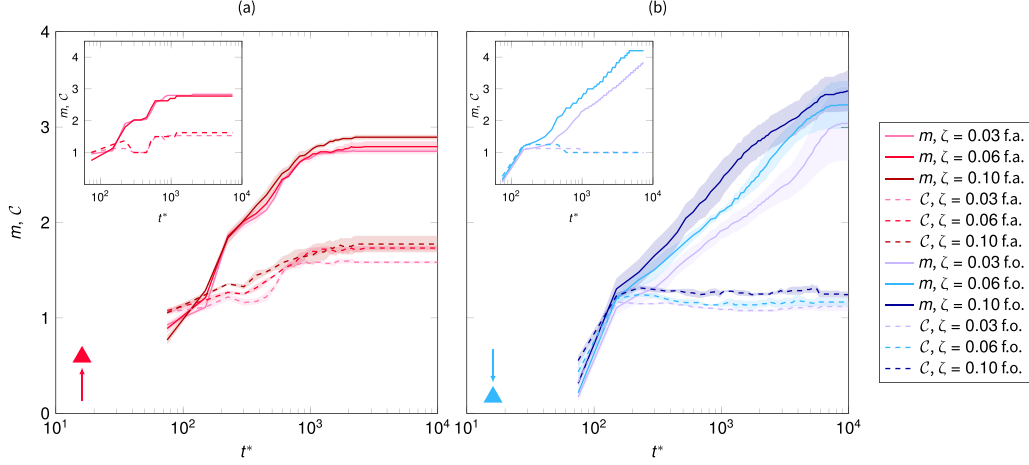 (a)
(b)
4
3
2
1
0
m, C
10¹
10²
10³
10⁴
t*
4
3
2
1
m, C
10²
10³
10⁴
t*
10¹
10²
10³
10⁴
t*
4
3
2
1
m, C
10²
10³
10⁴
t*
m, ζ = 0.03 f.a.
m, ζ = 0.06 f.a.
m, ζ = 0.10 f.a.
C, ζ = 0.03 f.a.
C, ζ = 0.06 f.a.
C, ζ = 0.10 f.a.
m, ζ = 0.03 f.o.
m, ζ = 0.06 f.o.
m, ζ = 0.10 f.o.
C, ζ = 0.03 f.o.
C, ζ = 0.06 f.o.
C, ζ = 0.10 f.o.